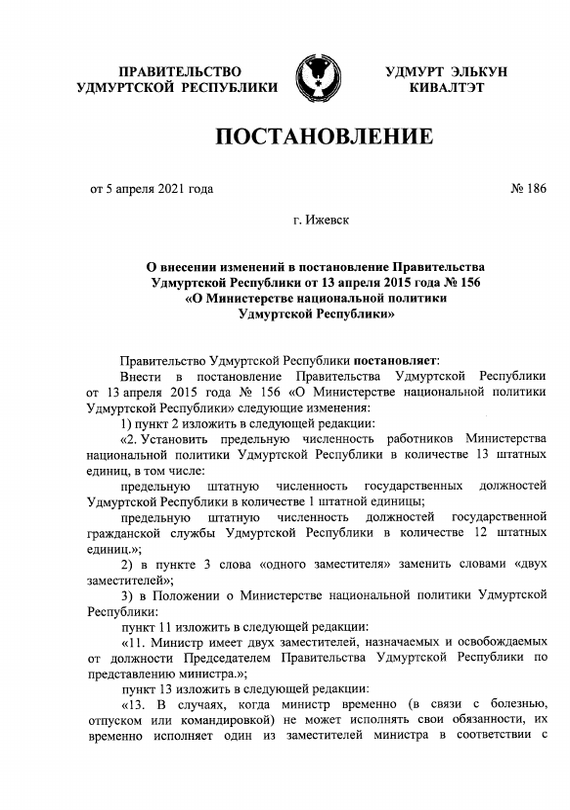 ПРАВИТЕЛЬСТВО
УДМУРТСКОЙ РЕСПУБЛИКИ
УДМУРТ ЭЛЬКУН
КИВАЛТЭТ
ПОСТАНОВЛЕНИЕ
от 5 апреля 2021 года № 186
г. Ижевск
О внесении изменений в постановление Правительства
Удмуртской Республики от 13 апреля 2015 года № 156
«О Министерстве национальной политики
Удмуртской Республики»
Правительство Удмуртской Республики постановляет:
Внести в постановление Правительства Удмуртской Республики
от 13 апреля 2015 года № 156 «О Министерстве национальной политики
Удмуртской Республики» следующие изменения:
1) пункт 2 изложить в следующей редакции:
«2. Установить предельную численность работников Министерства
национальной политики Удмуртской Республики в количестве 13 штатных
единиц, в том числе:
предельную штатную численность государственных должностей
Удмуртской Республики в количестве 1 штатной единицы;
предельную штатную численность должностей государственной
гражданской службы Удмуртской Республики в количестве 12 штатных
единиц.»;
2) в пункте 3 слова «одного заместителя» заменить словами «двух
заместителей»;
3) в Положении о Министерстве национальной политики Удмуртской
Республики:
пункт 11 изложить в следующей редакции:
«11. Министр имеет двух заместителей, назначаемых и освобождаемых
от должности Председателем Правительства Удмуртской Республики по
представлению министра.»;
пункт 13 изложить в следующей редакции:
«13. В случаях, когда министр временно (в связи с болезнью,
отпуском или командировкой) не может исполнять свои обязанности, их
временно исполняет один из заместителей министра в соответствии с